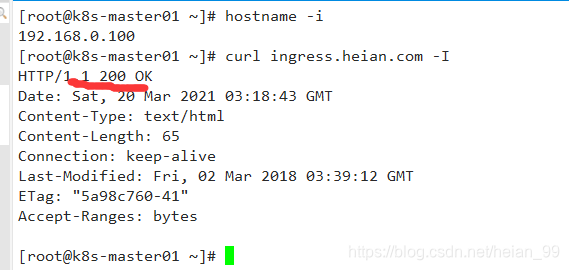 [root@k8s-master01 ~]# hostname -i
192.168.0.100
[root@k8s-master01 ~]# curl ingress.heian.com -I
HTTP/1.1 200 OK
Date: Sat, 20 Mar 2021 03:18:43 GMT
Content-Type: text/html
Content-Length: 65
Connection: keep-alive
Last-Modified: Fri, 02 Mar 2018 03:39:12 GMT
ETag: "5a98c760-41"
Accept-Ranges: bytes
[root@k8s-master01 ~]#
https://blog.csdn.net/heian_99